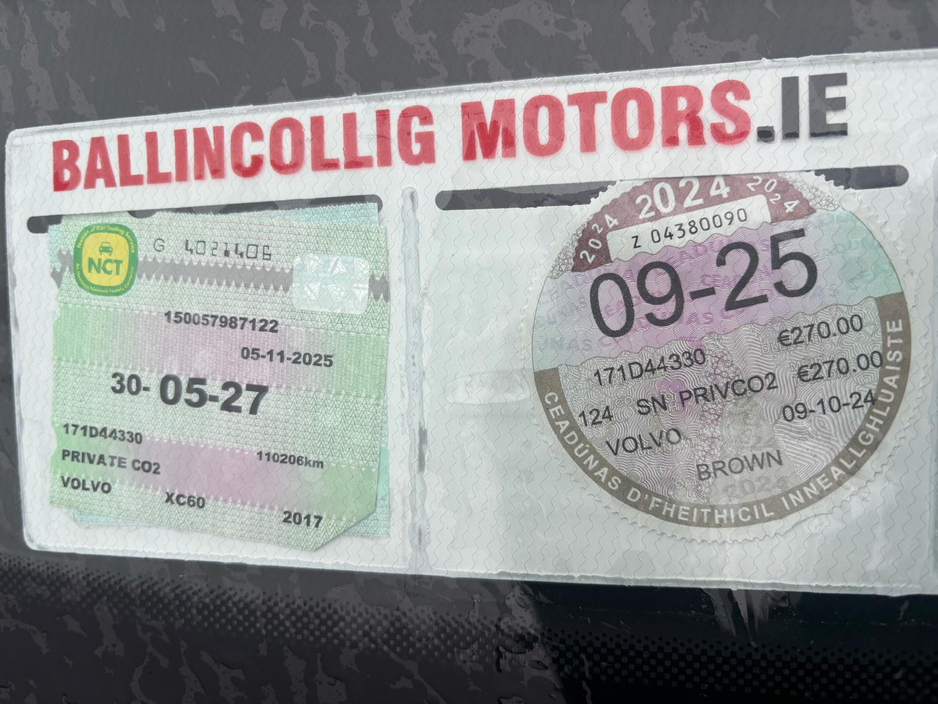 BALLINCOLLIG MOTORS.IE
NCT
G 4021406
150057987122
05-11-2025
30-05-27
171D44330
110206km
PRIVATE CO2
VOLVO XC60
2017
2024 2024 2024
Z 04380090
09-25
171D44330 €270.00
124 SN PRIVCO2 €270.00
VOLVO 09-10-24
BROWN
2024
CEADÚNAS D'FHEITHICIL INNEALLGHLUAISTE